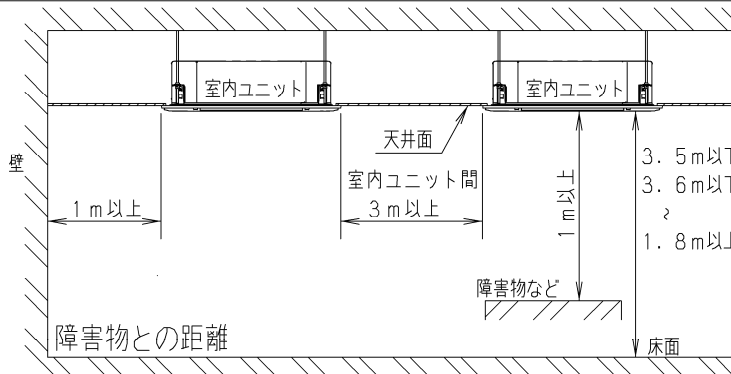 室内ユニット
室内ユニット
天井面
壁
室内ユニット間
1m以上
3m以上
1m以上
3.5m以下
3.6m以下
~
1.8m以上
障害物など
障害物との距離
床面